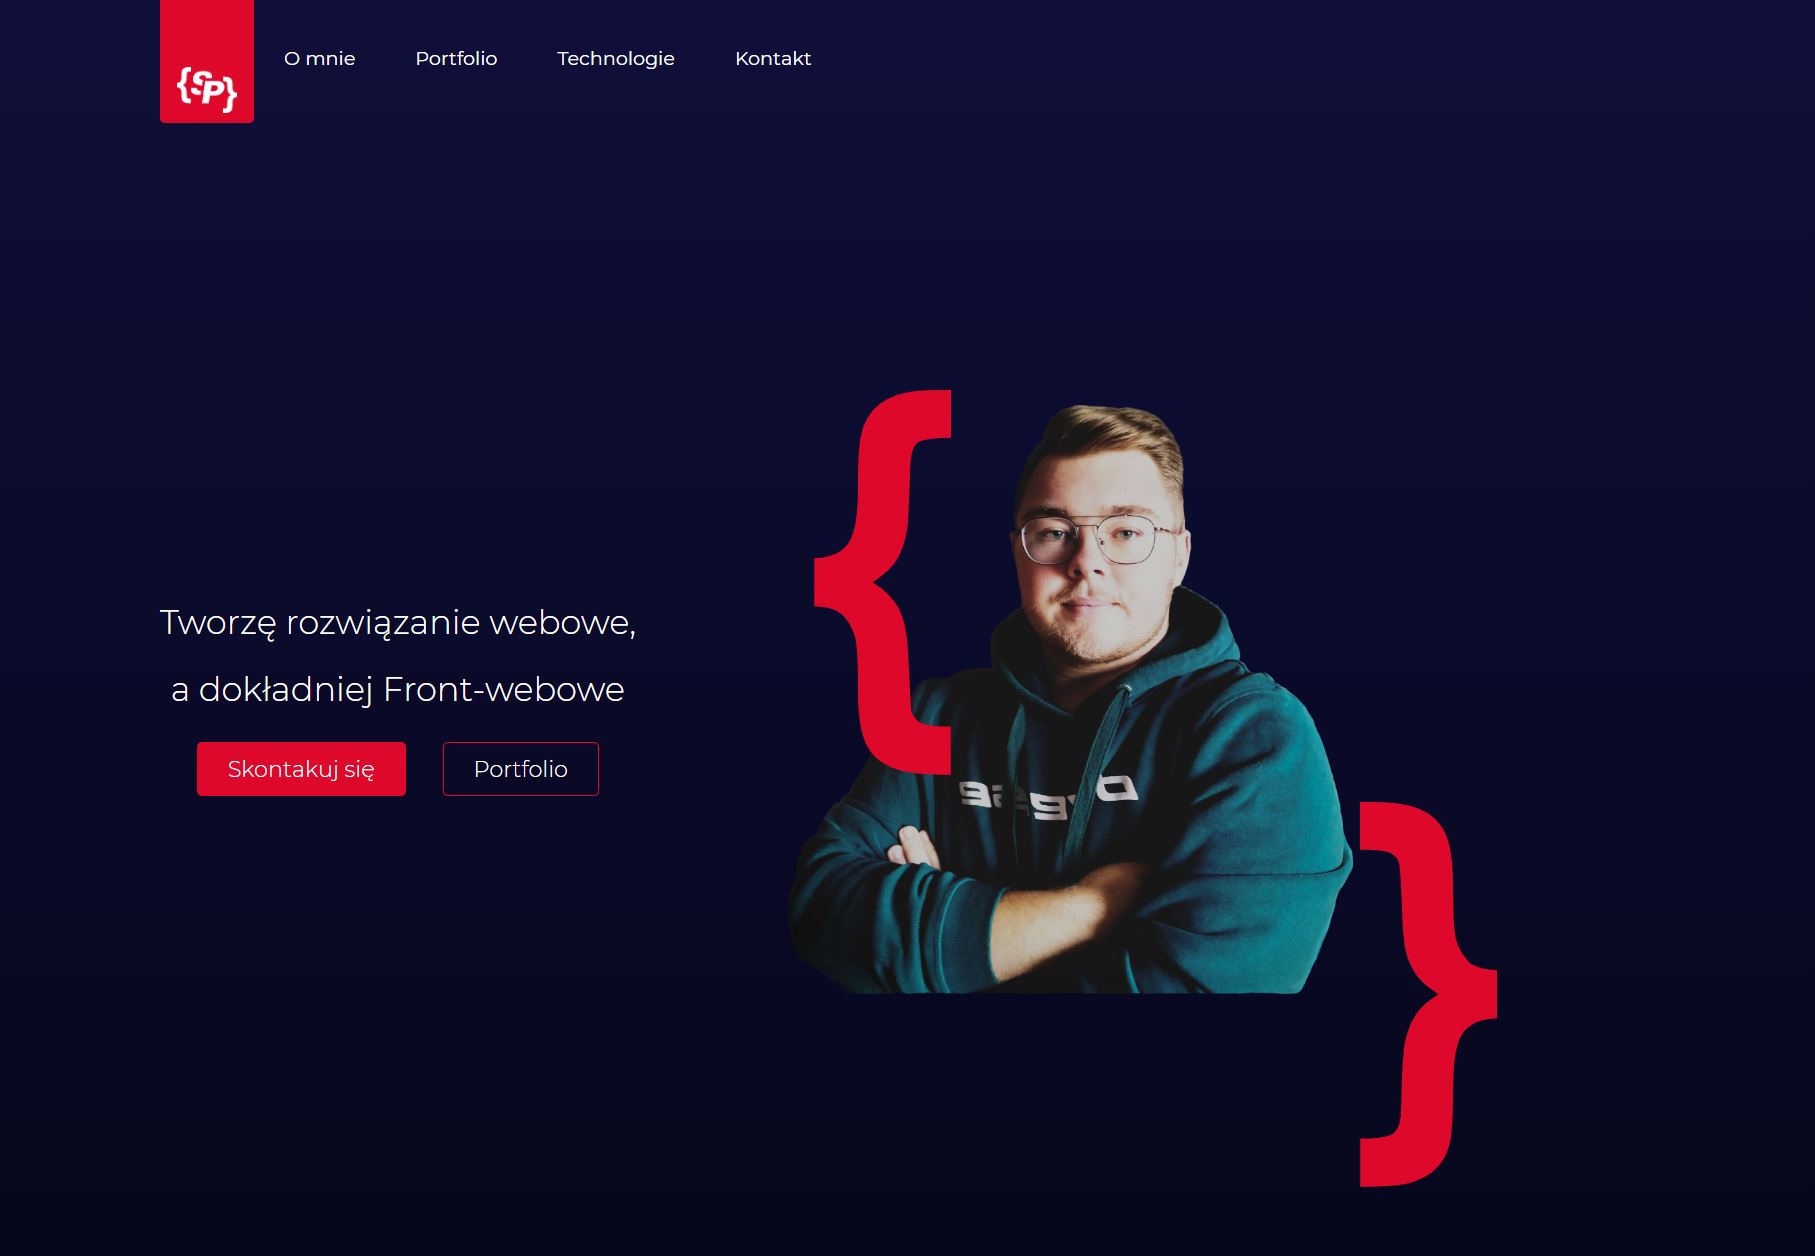 {SP}
O mnie
Portfolio
Technologie
Kontakt
Tworzę rozwiązanie webowe,
a dokładniej Front-webowe
Skontakuj się
Portfolio
{
}